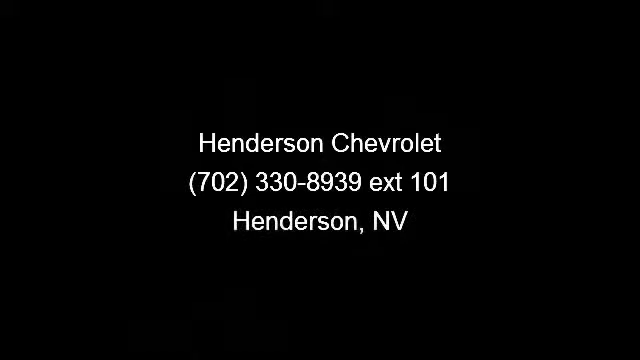 Henderson Chevrolet
(702) 330-8939 ext 101
Henderson, NV